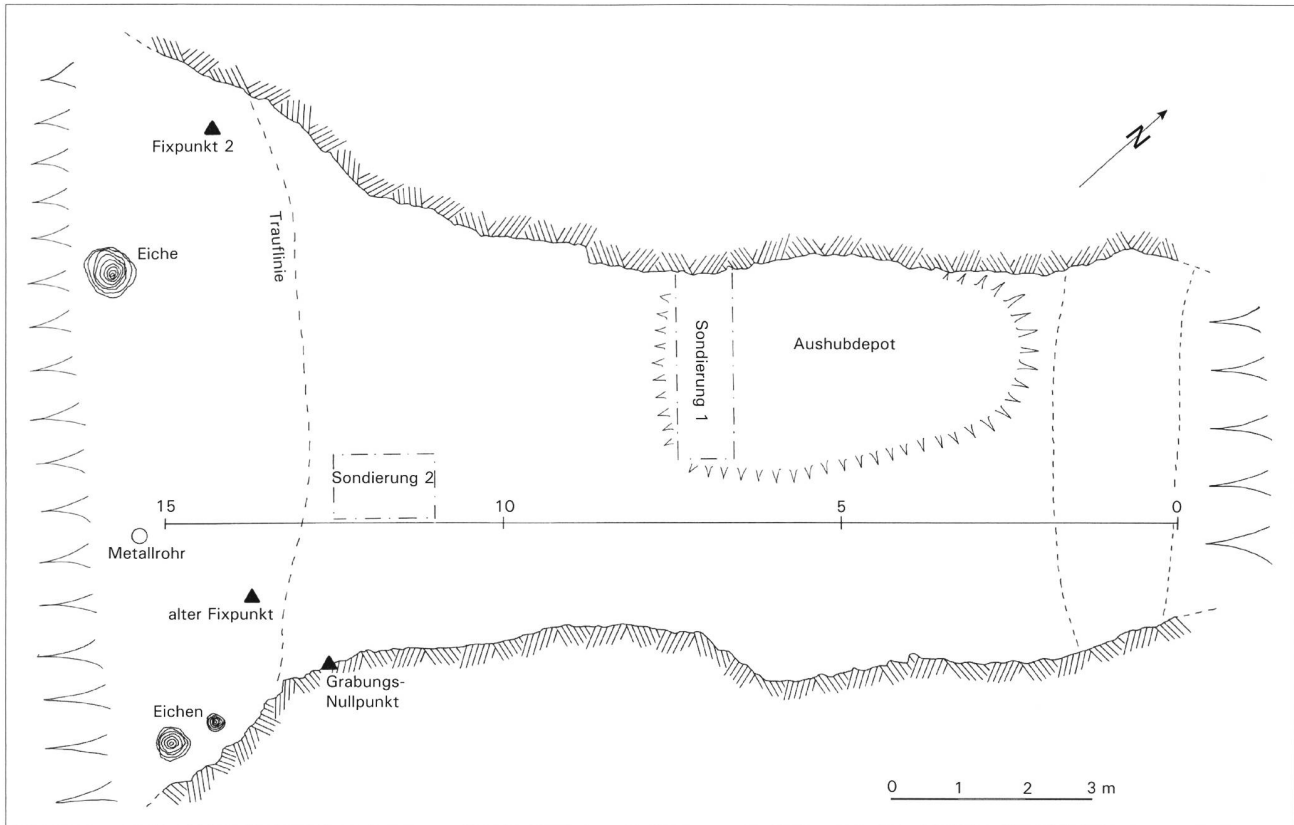 Fixpunkt 2
N
Eiche
Trauflinie
Sondierung 1
Aushubdepot
Sondierung 2
15
10
5
0
Metallrohr
alter Fixpunkt
Grabungs-
Nullpunkt
Eichen
0 1 2 3 m